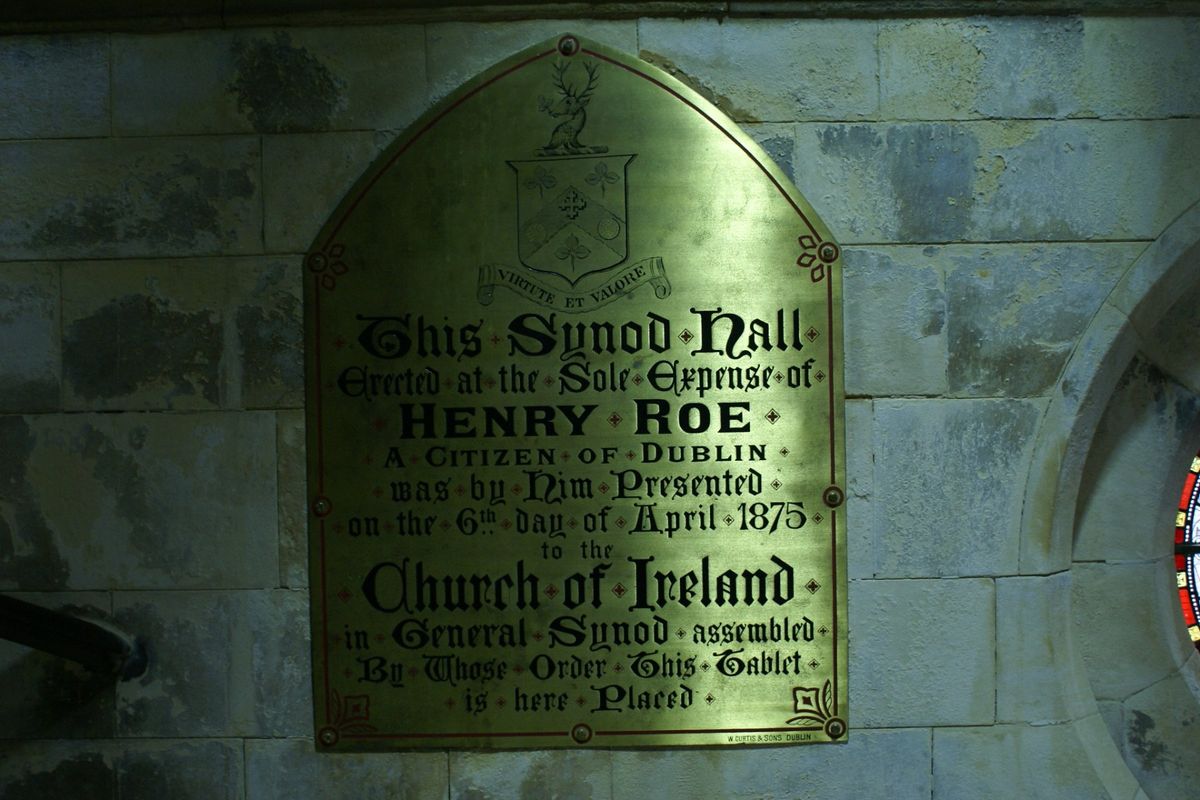 VIRTUTE ET VALORE
This Synod Hall
Erected at the Sole Expense of
HENRY ROE
A CITIZEN OF DUBLIN
was by Him Presented
on the 6th day of April 1875
to the
Church of Ireland
in General Synod assembled
By Whose Order This Tablet
is here Placed
W. CURTIS & SONS DUBLIN